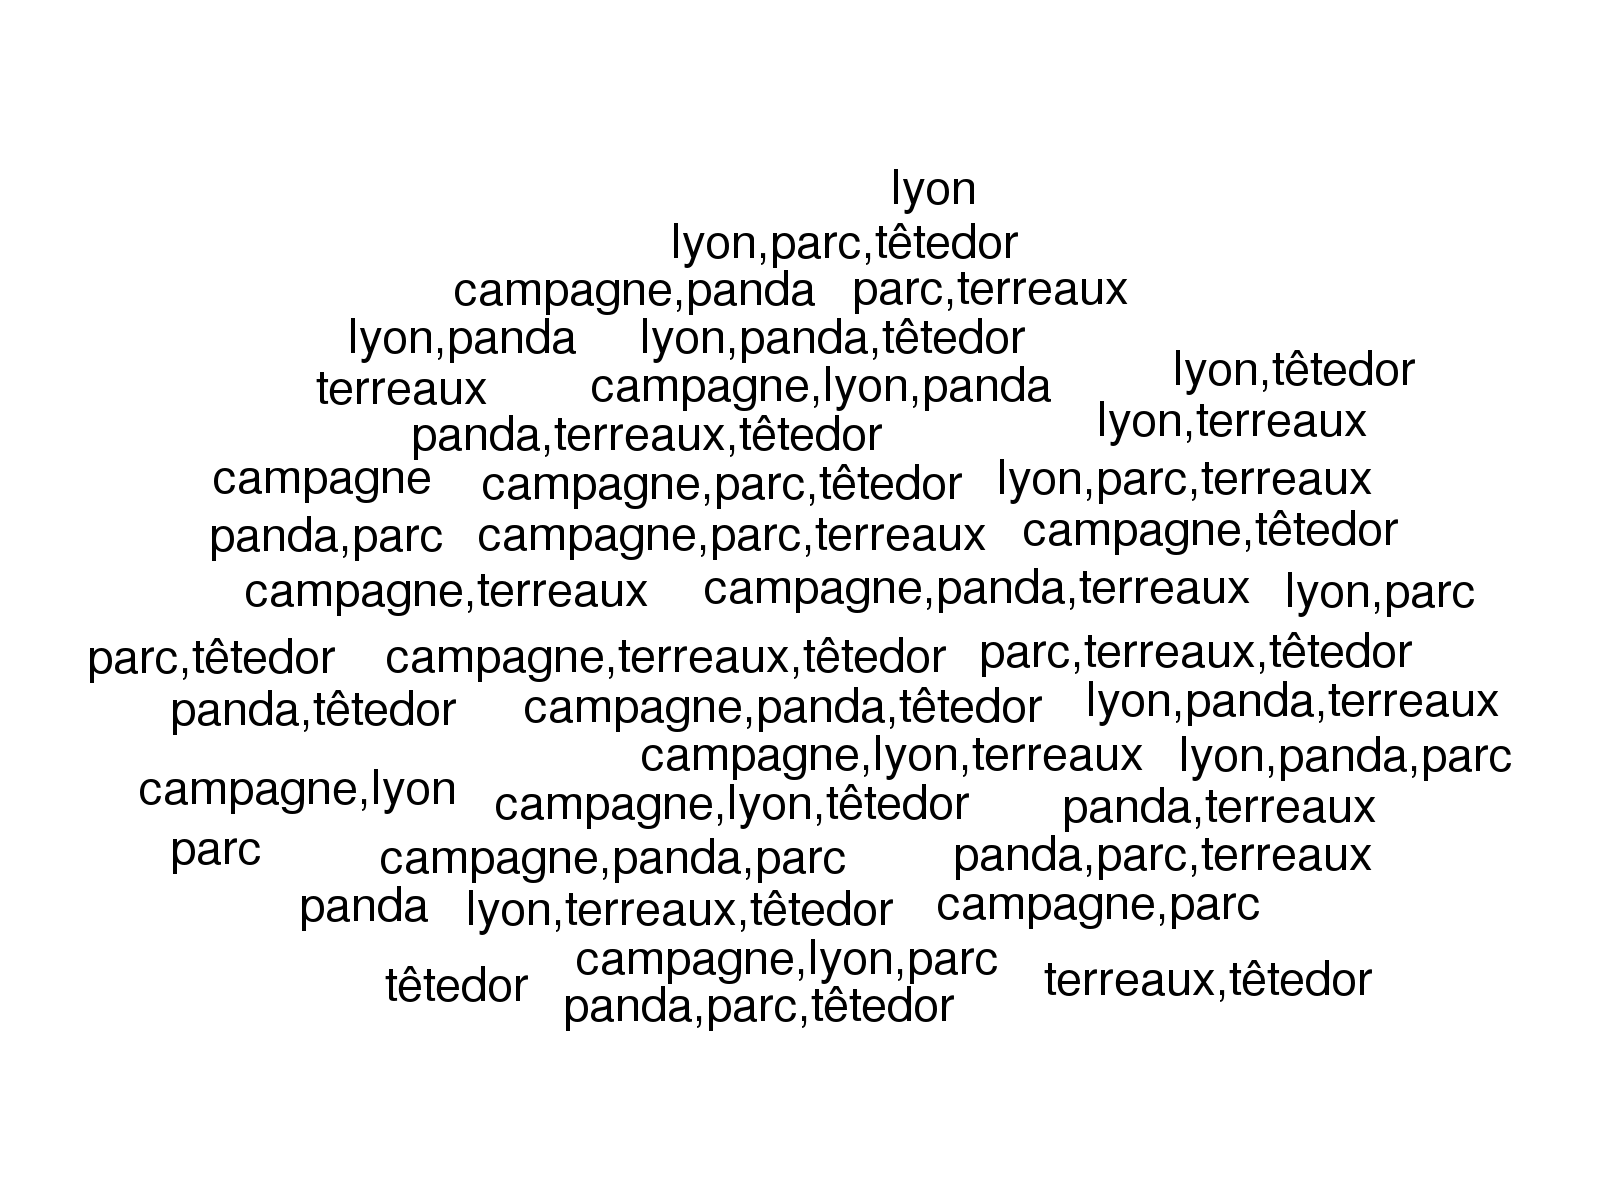 lyon
lyon,parc,têtedor
campagne,panda parc,terreaux
lyon,panda lyon,panda,têtedor
lyon,têtedor
terreaux campagne,lyon,panda
lyon,terreaux
panda,terreaux,têtedor
campagne campagne,parc,têtedor lyon,parc,terreaux
panda,parc campagne,parc,terreaux campagne,têtedor
campagne,terreaux campagne,panda,terreaux lyon,parc
parc,têtedor campagne,terreaux,têtedor parc,terreaux,têtedor
panda,têtedor campagne,panda,têtedor lyon,panda,terreaux
campagne,lyon,terreaux lyon,panda,parc
campagne,lyon campagne,lyon,têtedor panda,terreaux
parc campagne,panda,parc panda,parc,terreaux
panda lyon,terreaux,têtedor campagne,parc
campagne,lyon,parc
têtedor terreaux,têtedor
panda,parc,têtedor